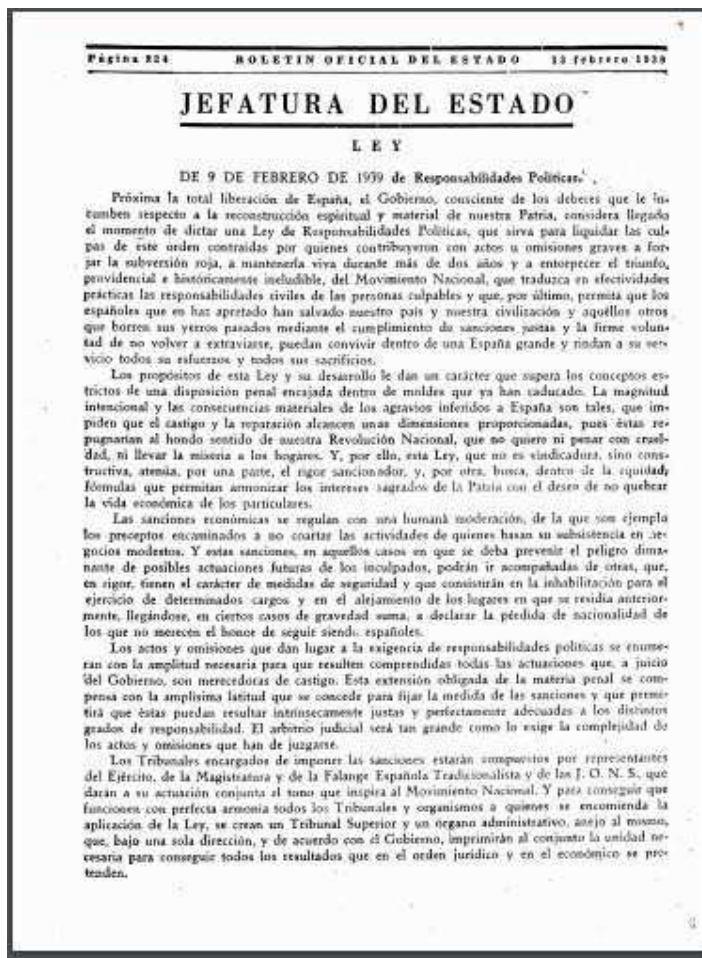 Página 824 BOLETIN OFICIAL DEL ESTADO 13 febrero 1939
JEFATURA DEL ESTADO
LEY
DE 9 DE FEBRERO DE 1939 de Responsabilidades Políticas.
Próxima la total liberación de España, el Gobierno, consciente de los deberes que le in-
cumben respecto a la reconstrucción espiritual y material de nuestra Patria, considera llegado
el momento de dictar una Ley de Responsabilidades Políticas, que sirva para liquidar las cul-
pas de este orden contraídas por quienes contribuyeron con actos u omisiones graves a for-
jar la subversión roja, a mantenerla viva durante más de dos años y a entorpecer el triunfo,
providencial e históricamente ineludible, del Movimiento Nacional, que traduzca en efectividades
prácticas las responsabilidades civiles de las personas culpables y que, por último, permita que los
españoles que en haz apretado han salvado nuestro país y nuestra civilización y aquéllos otros
que borren sus yerros pasados mediante el cumplimiento de sanciones justas y la firme volun-
tad de no volver a extraviarse, puedan convivir dentro de una España grande y rindan a su ser-
vicio todos su esfuerzos y todos sus sacrificios.
Los propósitos de esta Ley y su desarrollo le dan un carácter que supera los conceptos es-
trictos de una disposición penal encajada dentro de moldes que ya han caducado. La magnitud
intencional y las consecuencias materiales de los agravios inferidos a España son tales, que im-
piden que el castigo y la reparación alcancen unas dimensiones proporcionadas, pues éstas re-
pugnarían al hondo sentido de nuestra Revolución Nacional, que no quiere ni penar con cruel-
dad, ni llevar la miseria a los hogares. Y, por ello, esta Ley, que no es vindicadora, sino cons-
tructiva, atenúa, por una parte, el rigor sancionador, y, por otra, busca, dentro de la equidad,
fórmulas que permitan armonizar los intereses sagrados de la Patria con el deseo de no quebrar
la vida económica de los particulares.
Las sanciones económicas se regulan con una humana moderación, de la que son ejemplo
los preceptos encaminados a no coartar las actividades de quienes basan su subsistencia en ne-
gocios modestos. Y estas sanciones, en aquellos casos en que se deba prevenir el peligro dima-
nante de posibles actuaciones futuras de los inculpados, podrán ir acompañadas de otras, que,
en rigor, tienen el carácter de medidas de seguridad y que consistirán en la inhabilitación para el
ejercicio de determinados cargos y en el alejamiento de los lugares en que se residía anterior-
mente, llegándose, en ciertos casos de gravedad suma, a declarar la pérdida de nacionalidad de
los que no merecen el honor de seguir siendo españoles.
Los actos y omisiones que dan lugar a la exigencia de responsabilidades políticas se enume-
ran con la amplitud necesaria para que resulten comprendidas todas las actuaciones que, a juicio
del Gobierno, son merecedoras de castigo. Esta extensión obligada de la materia penal se com-
pensa con la amplísima latitud que se concede para fijar la medida de las sanciones y que permi-
tirá que éstas puedan resultar intrínsecamente justas y perfectamente adecuadas a los distintos
grados de responsabilidad. El arbitrio judicial será tan grande como lo exige la complejidad de
los actos y omisiones que han de juzgarse.
Los Tribunales encargados de imponer las sanciones estarán compuestos por representantes
del Ejército, de la Magistratura y de la Falange Española Tradicionalista y de las J. O. N. S., que
darán a su actuación conjunta el tono que inspira al Movimiento Nacional. Y para conseguir que
funcionen con perfecta armonía todos los Tribunales y organismos a quienes se encomienda la
aplicación de la Ley, se crean un Tribunal Superior y un órgano administrativo, anejo al mismo,
que, bajo una sola dirección, y de acuerdo con el Gobierno, imprimirán al conjunto la unidad ne-
cesaria para conseguir todos los resultados que en el orden jurídico y en el económico se pre-
tenden.